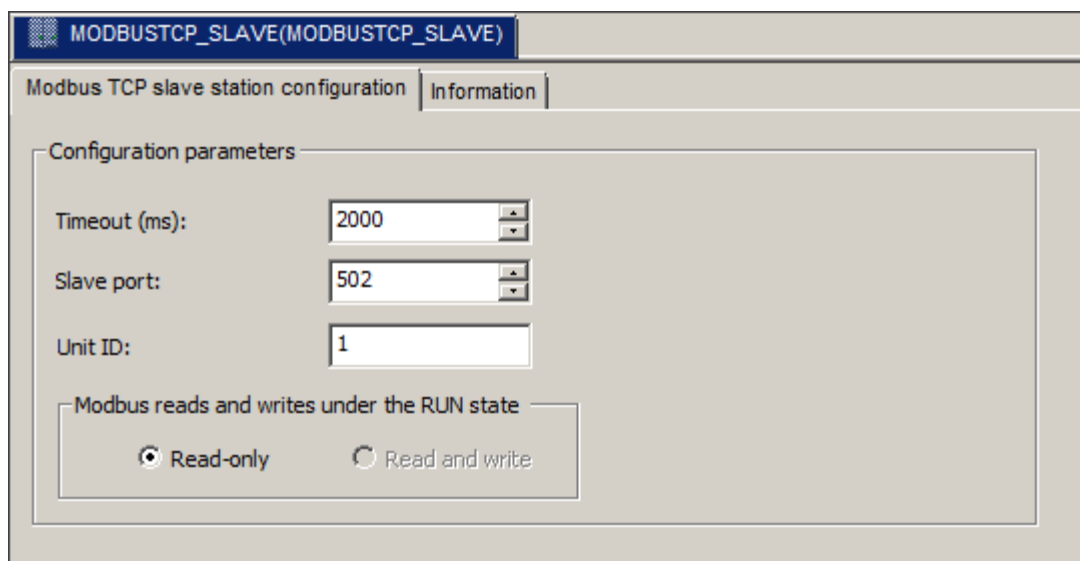 MODBUSTCP_SLAVE(MODBUSTCP_SLAVE)
Modbus TCP slave station configuration Information
Configuration parameters
Timeout (ms): 2000
Slave port: 502
Unit ID: 1
Modbus reads and writes under the RUN state
Read-only Read and write